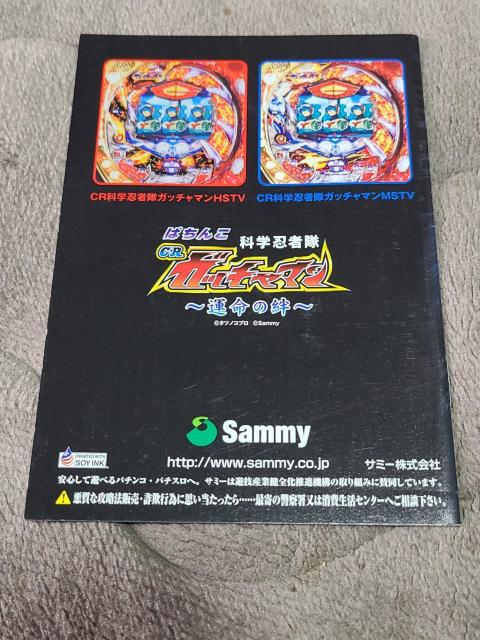 CR科学忍者隊ガッチャマンHSTV
CR科学忍者隊ガッチャマンMSTV
ぱちんこ 科学忍者隊
CR ガッチャマン
～運命の絆～
©タツノコプロ ©Sammy
Sammy
PRINTED WITH
SOY INK
http://www.sammy.co.jp サミー株式会社
安心して遊べるパチンコ・パチスロへ。サミーは遊技産業健全化推進機構の取り組みに賛同しています。
悪質な攻略法販売・詐欺行為に思い当たったら……最寄の警察署又は消費生活センターへご相談下さい。